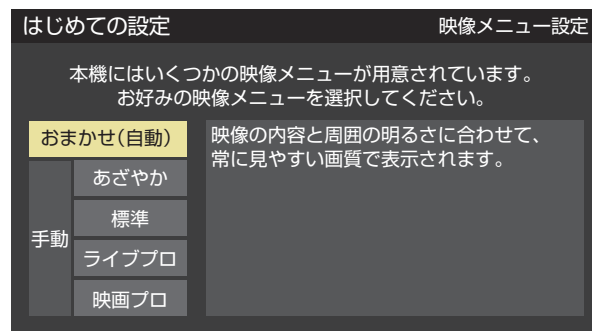 はじめての設定
映像メニュー設定
本機にはいくつかの映像メニューが用意されています。
お好みの映像メニューを選択してください。
おまかせ(自動)
映像の内容と周囲の明るさに合わせて、
常に見やすい画質で表示されます。
手動
あざやか
標準
ライブプロ
映画プロ